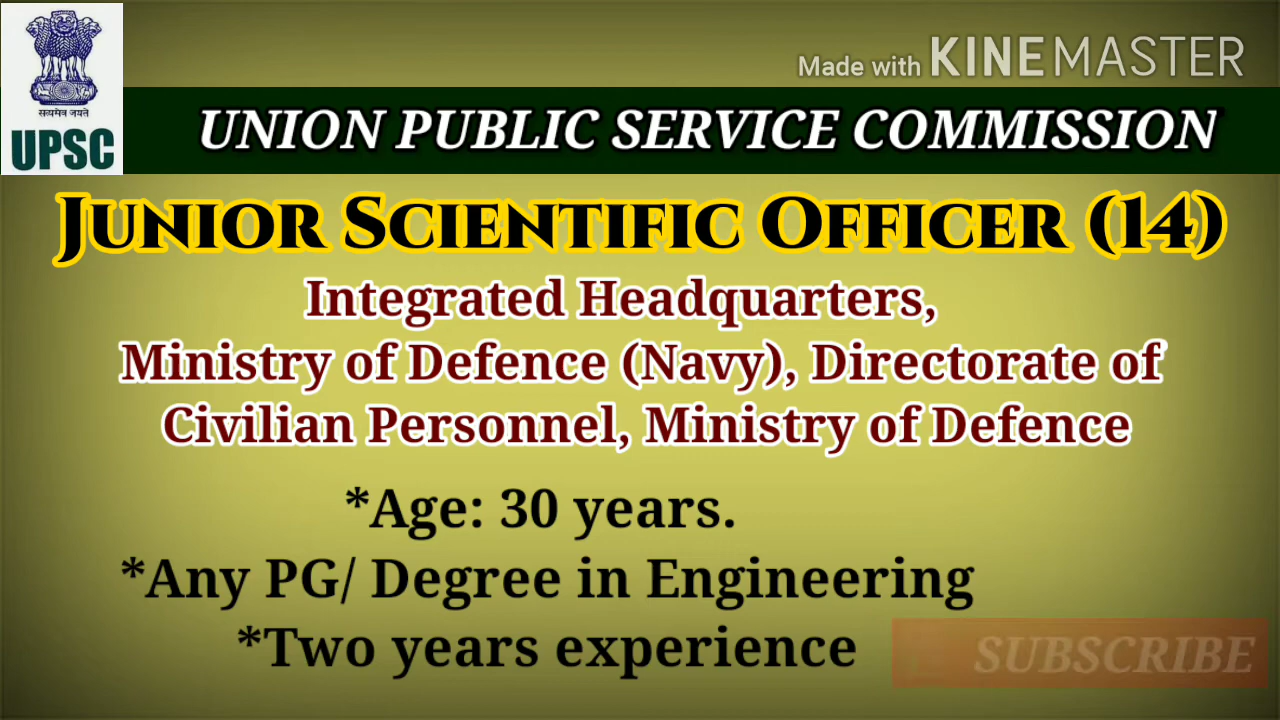 Made with KINEMASTER
सत्यमेव जयते
UPSC
UNION PUBLIC SERVICE COMMISSION
JUNIOR SCIENTIFIC OFFICER (14)
Integrated Headquarters,
Ministry of Defence (Navy), Directorate of
Civilian Personnel, Ministry of Defence
*Age: 30 years.
*Any PG/ Degree in Engineering
*Two years experience
SUBSCRIBE